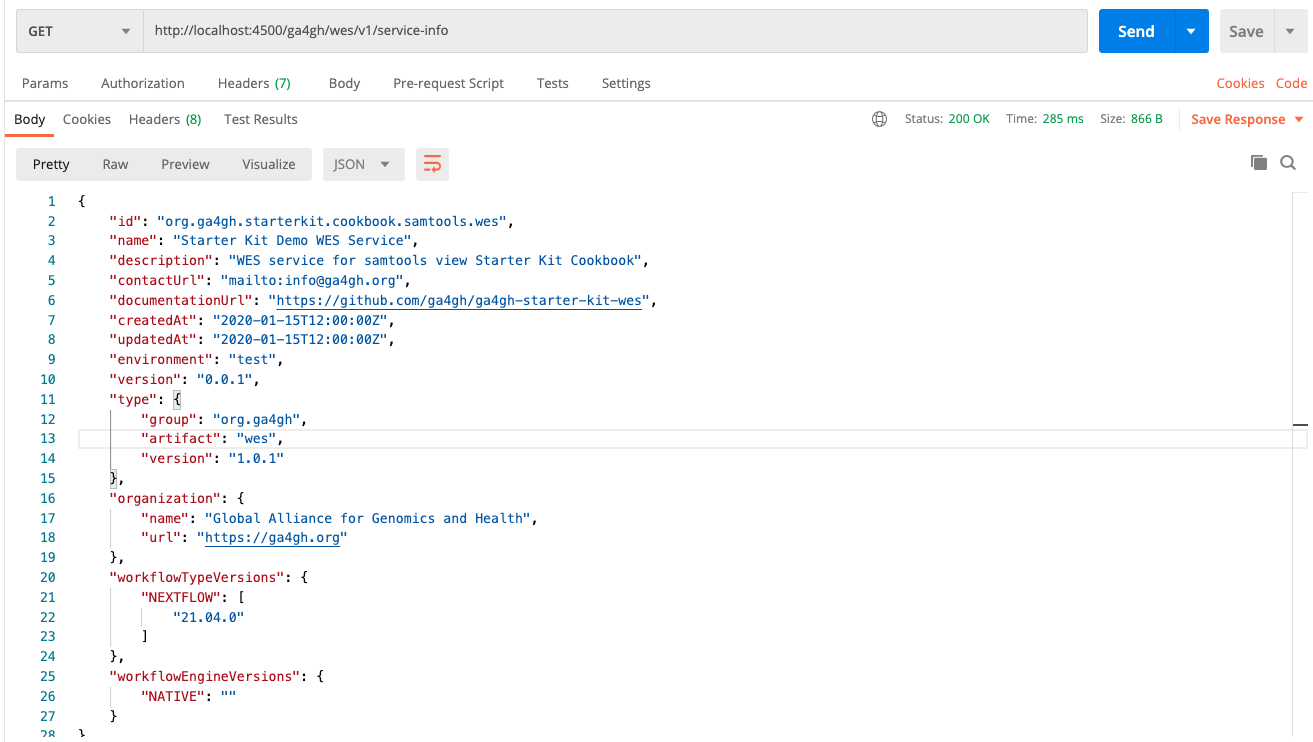 GET http://localhost:4500/ga4gh/wes/v1/service-info Send Save
Params Authorization Headers (7) Body Pre-request Script Tests Settings Cookies Code
Body Cookies Headers (8) Test Results Status: 200 OK Time: 285 ms Size: 866 B Save Response
Pretty Raw Preview Visualize JSON
1 {
2 "id": "org.ga4gh.starterkit.cookbook.samtools.wes",
3 "name": "Starter Kit Demo WES Service",
4 "description": "WES service for samtools view Starter Kit Cookbook",
5 "contactUrl": "mailto:info@ga4gh.org",
6 "documentationUrl": "https://github.com/ga4gh/ga4gh-starter-kit-wes",
7 "createdAt": "2020-01-15T12:00:00Z",
8 "updatedAt": "2020-01-15T12:00:00Z",
9 "environment": "test",
10 "version": "0.0.1",
11 "type": {
12 "group": "org.ga4gh",
13 "artifact": "wes",
14 "version": "1.0.1"
15 },
16 "organization": {
17 "name": "Global Alliance for Genomics and Health",
18 "url": "https://ga4gh.org"
19 },
20 "workflowTypeVersions": {
21 "NEXTFLOW": [
22 "21.04.0"
23 ]
24 },
25 "workflowEngineVersions": {
26 "NATIVE": ""
27 }
28 }